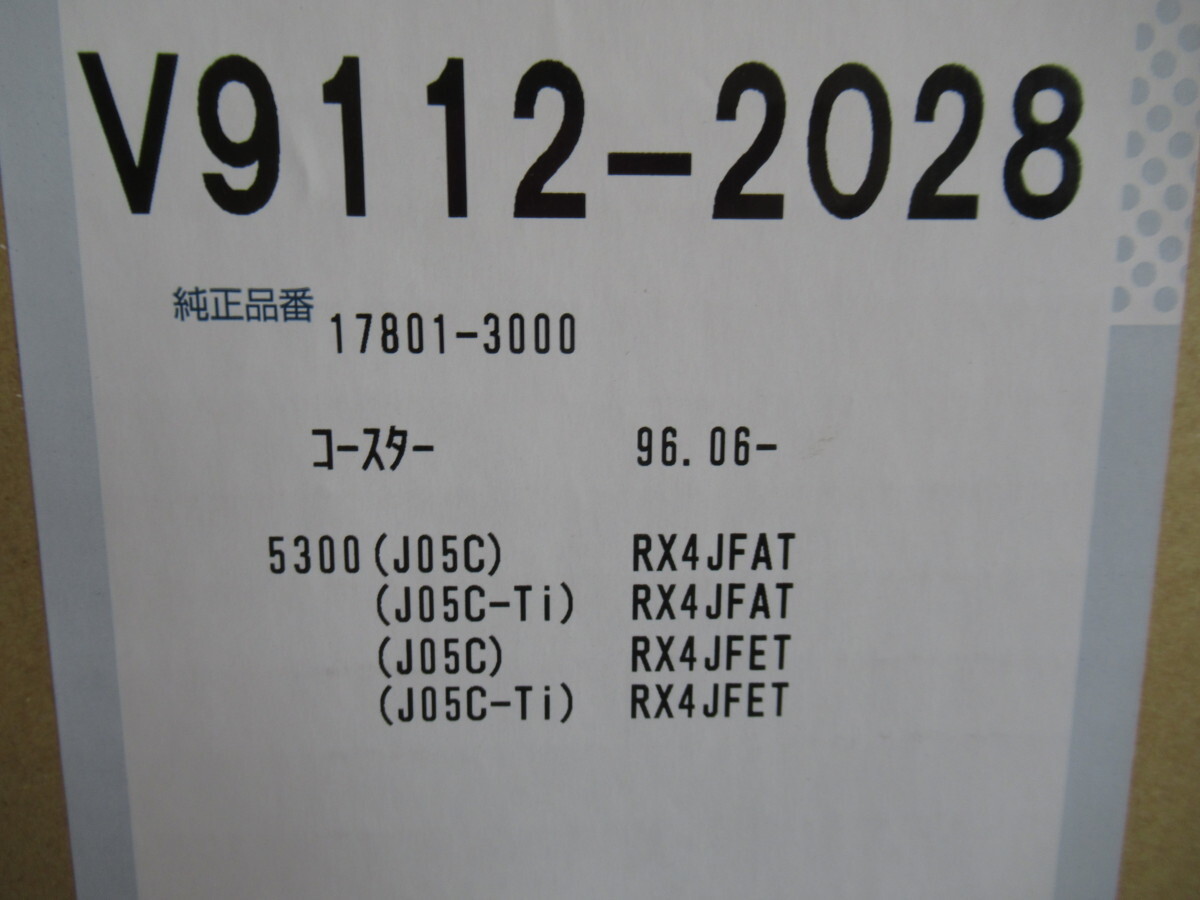 V9112-2028
純正品番 17801-3000
コースター 96.06-
5300(J05C) RX4JFAT
(J05C-Ti) RX4JFAT
(J05C) RX4JFET
(J05C-Ti) RX4JFET